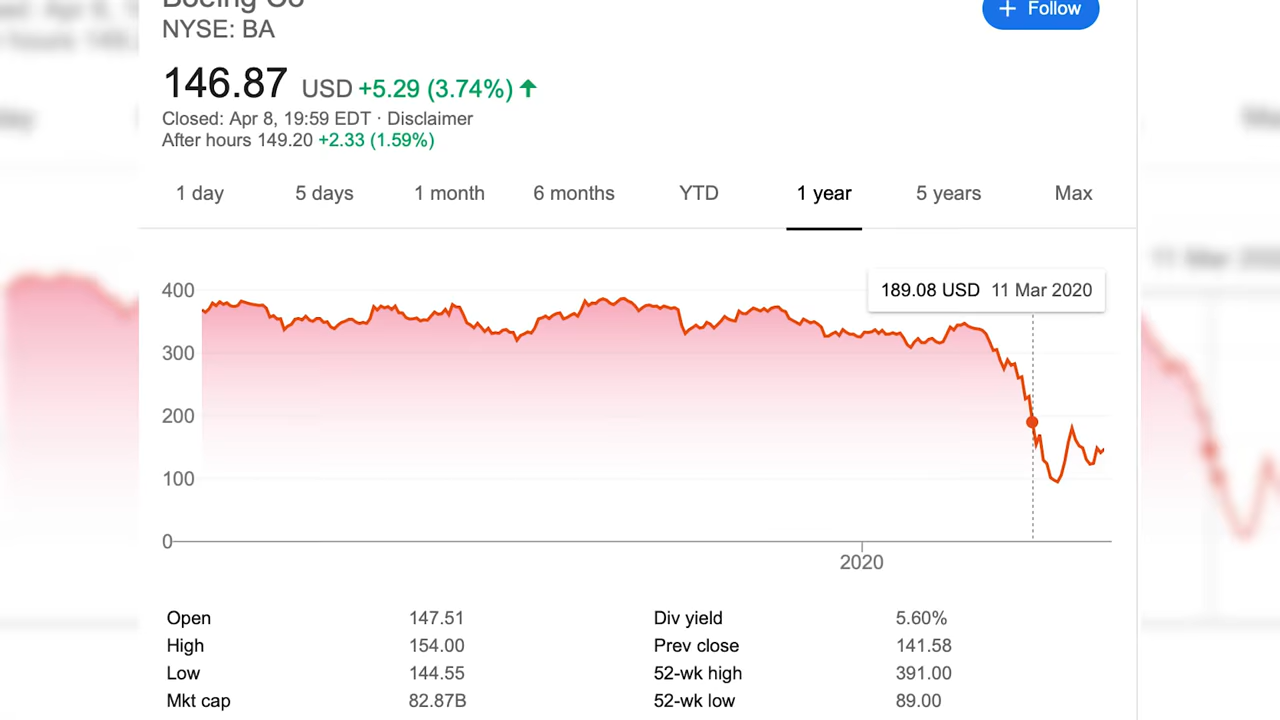 Boeing Co
NYSE: BA
+ Follow
146.87 USD +5.29 (3.74%)
Closed: Apr 8, 19:59 EDT · Disclaimer
After hours 149.20 +2.33 (1.59%)
1 day 5 days 1 month 6 months YTD 1 year 5 years Max
189.08 USD 11 Mar 2020
400
300
200
100
0
2020
Open 147.51 Div yield 5.60%
High 154.00 Prev close 141.58
Low 144.55 52-wk high 391.00
Mkt cap 82.87B 52-wk low 89.00